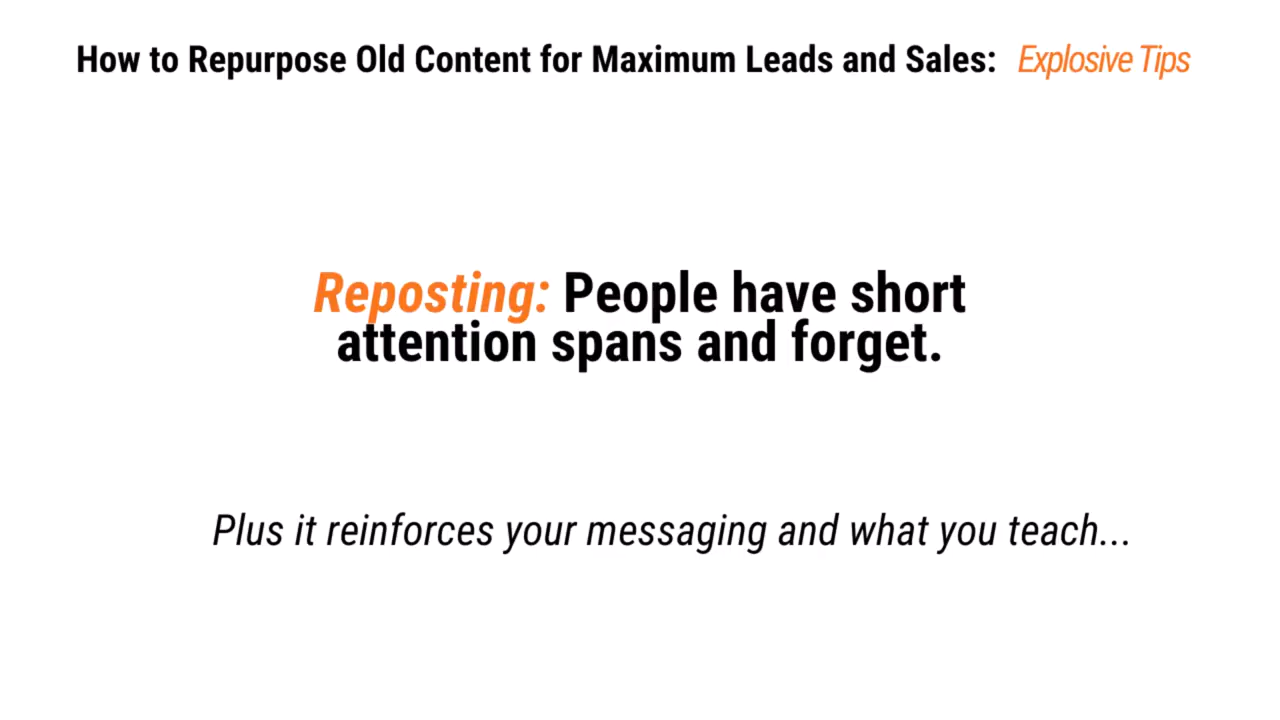 How to Repurpose Old Content for Maximum Leads and Sales: Explosive Tips
Reposting: People have short
attention spans and forget.
Plus it reinforces your messaging and what you teach...